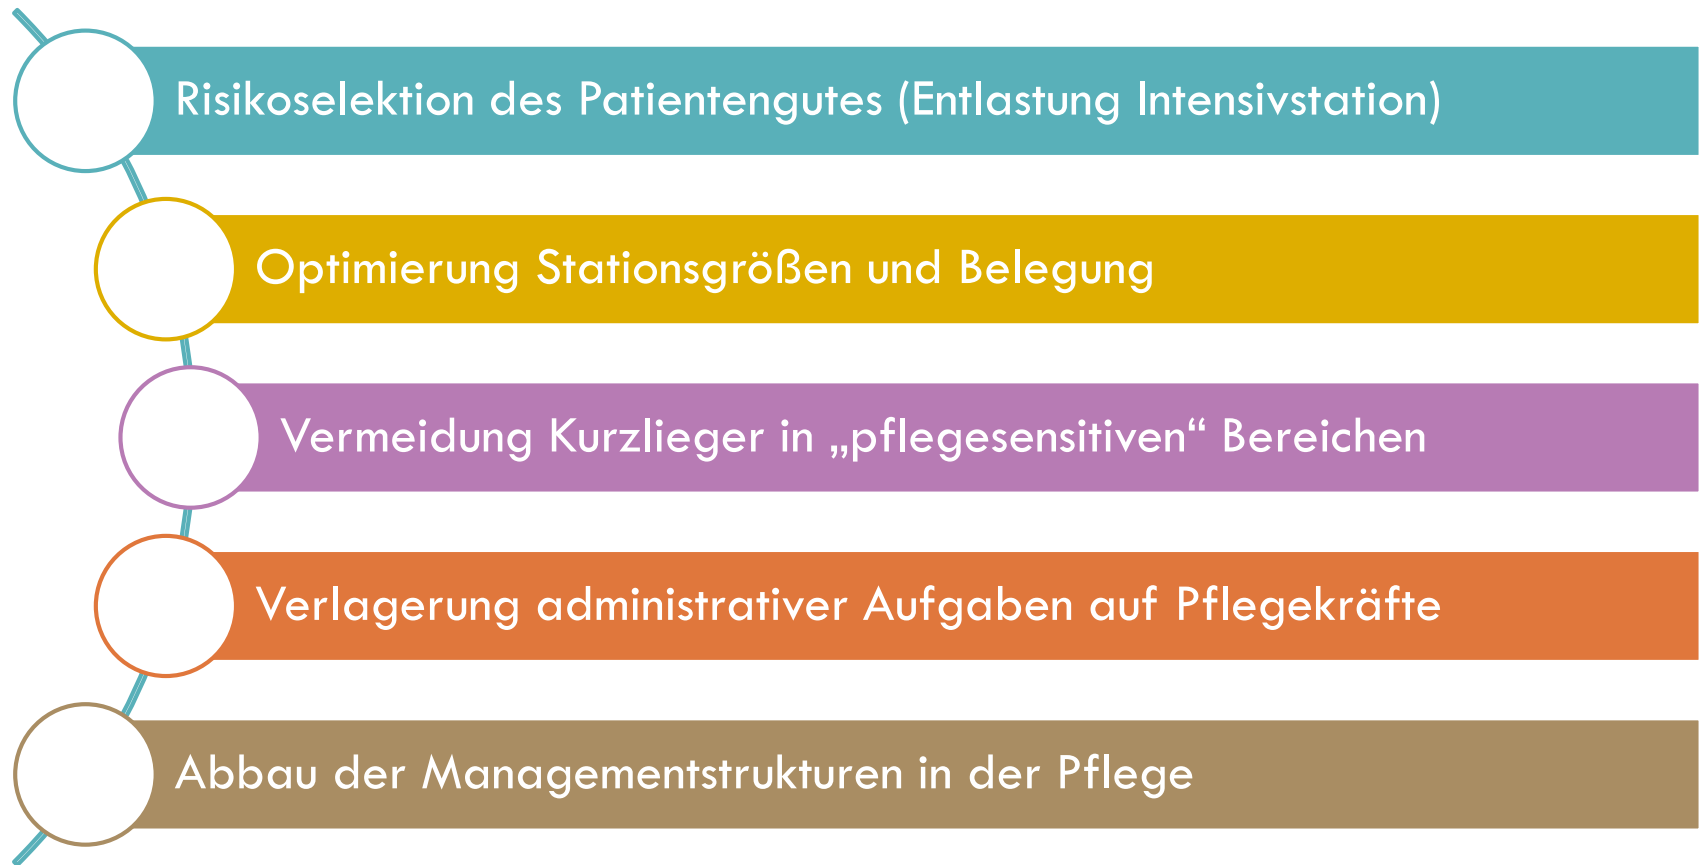 Risikoselektion des Patientengutes (Entlastung Intensivstation)
Optimierung Stationsgrößen und Belegung
Vermeidung Kurzlieger in „pflegesensitiven“ Bereichen
Verlagerung administrativer Aufgaben auf Pflegekräfte
Abbau der Managementstrukturen in der Pflege